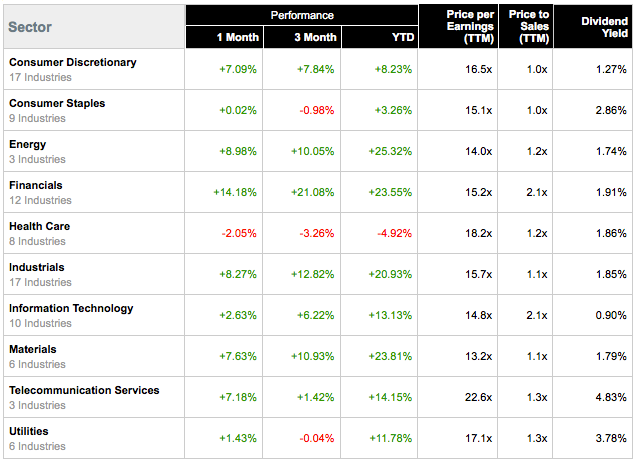 Sector
Performance
Price per Earnings (TTM)
Price to Sales (TTM)
Dividend Yield
1 Month 3 Month YTD
Consumer Discretionary
17 Industries
+7.09% +7.84% +8.23% 16.5x 1.0x 1.27%
Consumer Staples
9 Industries
+0.02% -0.98% +3.26% 15.1x 1.0x 2.86%
Energy
3 Industries
+8.98% +10.05% +25.32% 14.0x 1.2x 1.74%
Financials
12 Industries
+14.18% +21.08% +23.55% 15.2x 2.1x 1.91%
Health Care
8 Industries
-2.05% -3.26% -4.92% 18.2x 1.2x 1.86%
Industrials
17 Industries
+8.27% +12.82% +20.93% 15.7x 1.1x 1.85%
Information Technology
10 Industries
+2.63% +6.22% +13.13% 14.8x 2.1x 0.90%
Materials
6 Industries
+7.63% +10.93% +23.81% 13.2x 1.1x 1.79%
Telecommunication Services
3 Industries
+7.18% +1.42% +14.15% 22.6x 1.3x 4.83%
Utilities
6 Industries
+1.43% -0.04% +11.78% 17.1x 1.3x 3.78%